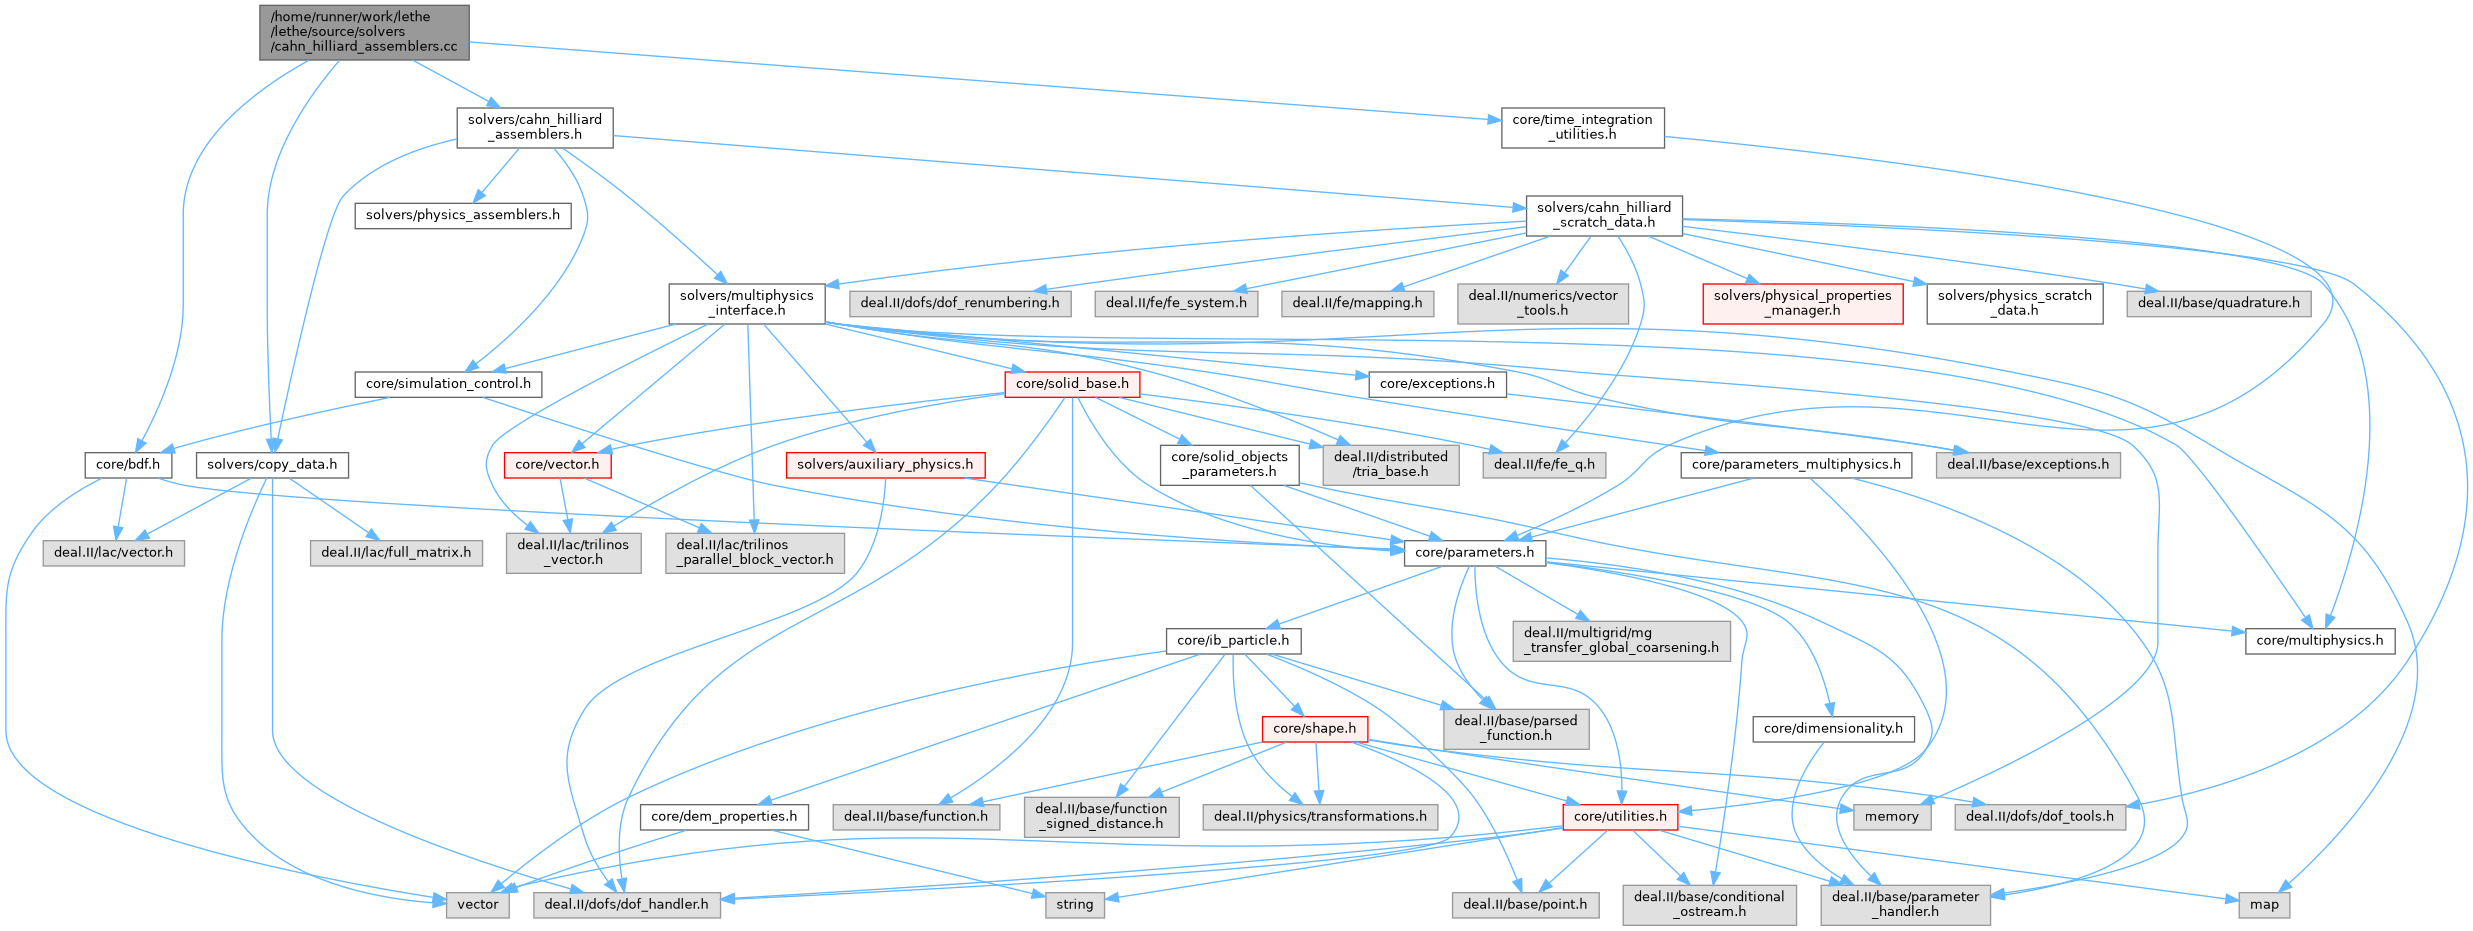 /home/runner/work/lethe
/lethe/source/solvers
/cahn_hilliard_assemblers.cc
solvers/cahn_hilliard
_assemblers.h
core/time_integration
_utilities.h
solvers/physics_assemblers.h
solvers/cahn_hilliard
_scratch_data.h
solvers/multiphysics
_interface.h
deal.II/dofs/dof_renumbering.h
deal.II/fe/fe_system.h
deal.II/fe/mapping.h
deal.II/numerics/vector
_tools.h
solvers/physical_properties
_manager.h
solvers/physics_scratch
_data.h
deal.II/base/quadrature.h
core/simulation_control.h
core/solid_base.h
core/exceptions.h
core/bdf.h
solvers/copy_data.h
core/vector.h
solvers/auxiliary_physics.h
core/solid_objects
_parameters.h
deal.II/distributed
/tria_base.h
deal.II/fe/fe_q.h
core/parameters_multiphysics.h
deal.II/base/exceptions.h
deal.II/lac/vector.h
deal.II/lac/full_matrix.h
deal.II/lac/trilinos
_vector.h
deal.II/lac/trilinos
_parallel_block_vector.h
core/parameters.h
core/ib_particle.h
deal.II/multigrid/mg
_transfer_global_coarsening.h
core/multiphysics.h
core/shape.h
deal.II/base/parsed
_function.h
core/dimensionality.h
core/dem_properties.h
deal.II/base/function.h
deal.II/base/function
_signed_distance.h
deal.II/physics/transformations.h
core/utilities.h
memory
deal.II/dofs/dof_tools.h
vector
deal.II/dofs/dof_handler.h
string
deal.II/base/point.h
deal.II/base/conditional
_ostream.h
deal.II/base/parameter
_handler.h
map